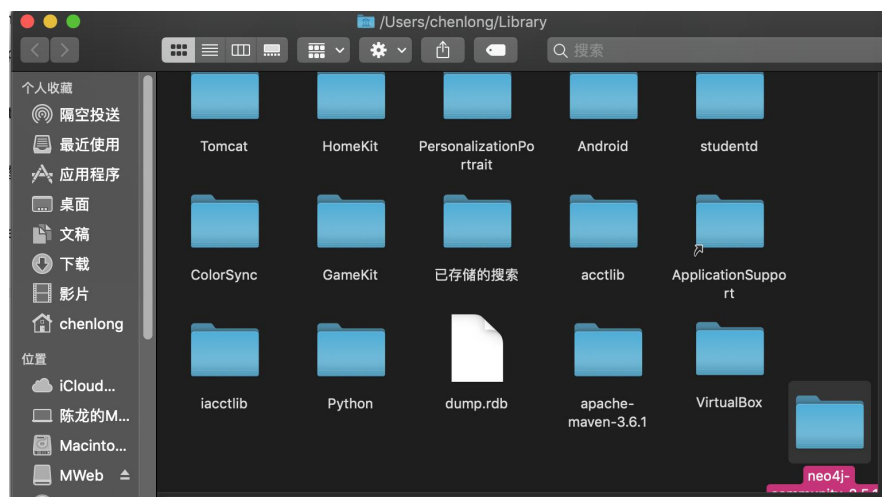 /Users/chenlong/Library
搜索
个人收藏
隔空投送
最近使用
应用程序
桌面
文稿
下载
影片
chenlong
位置
iCloud...
陈龙的M...
Macinto...
MWeb
Tomcat
HomeKit
PersonalizationPo
rtrait
Android
studentd
ColorSync
GameKit
已存储的搜索
acctlib
ApplicationSuppo
rt
iacctlib
Python
dump.rdb
apache-
maven-3.6.1
VirtualBox
neo4j-